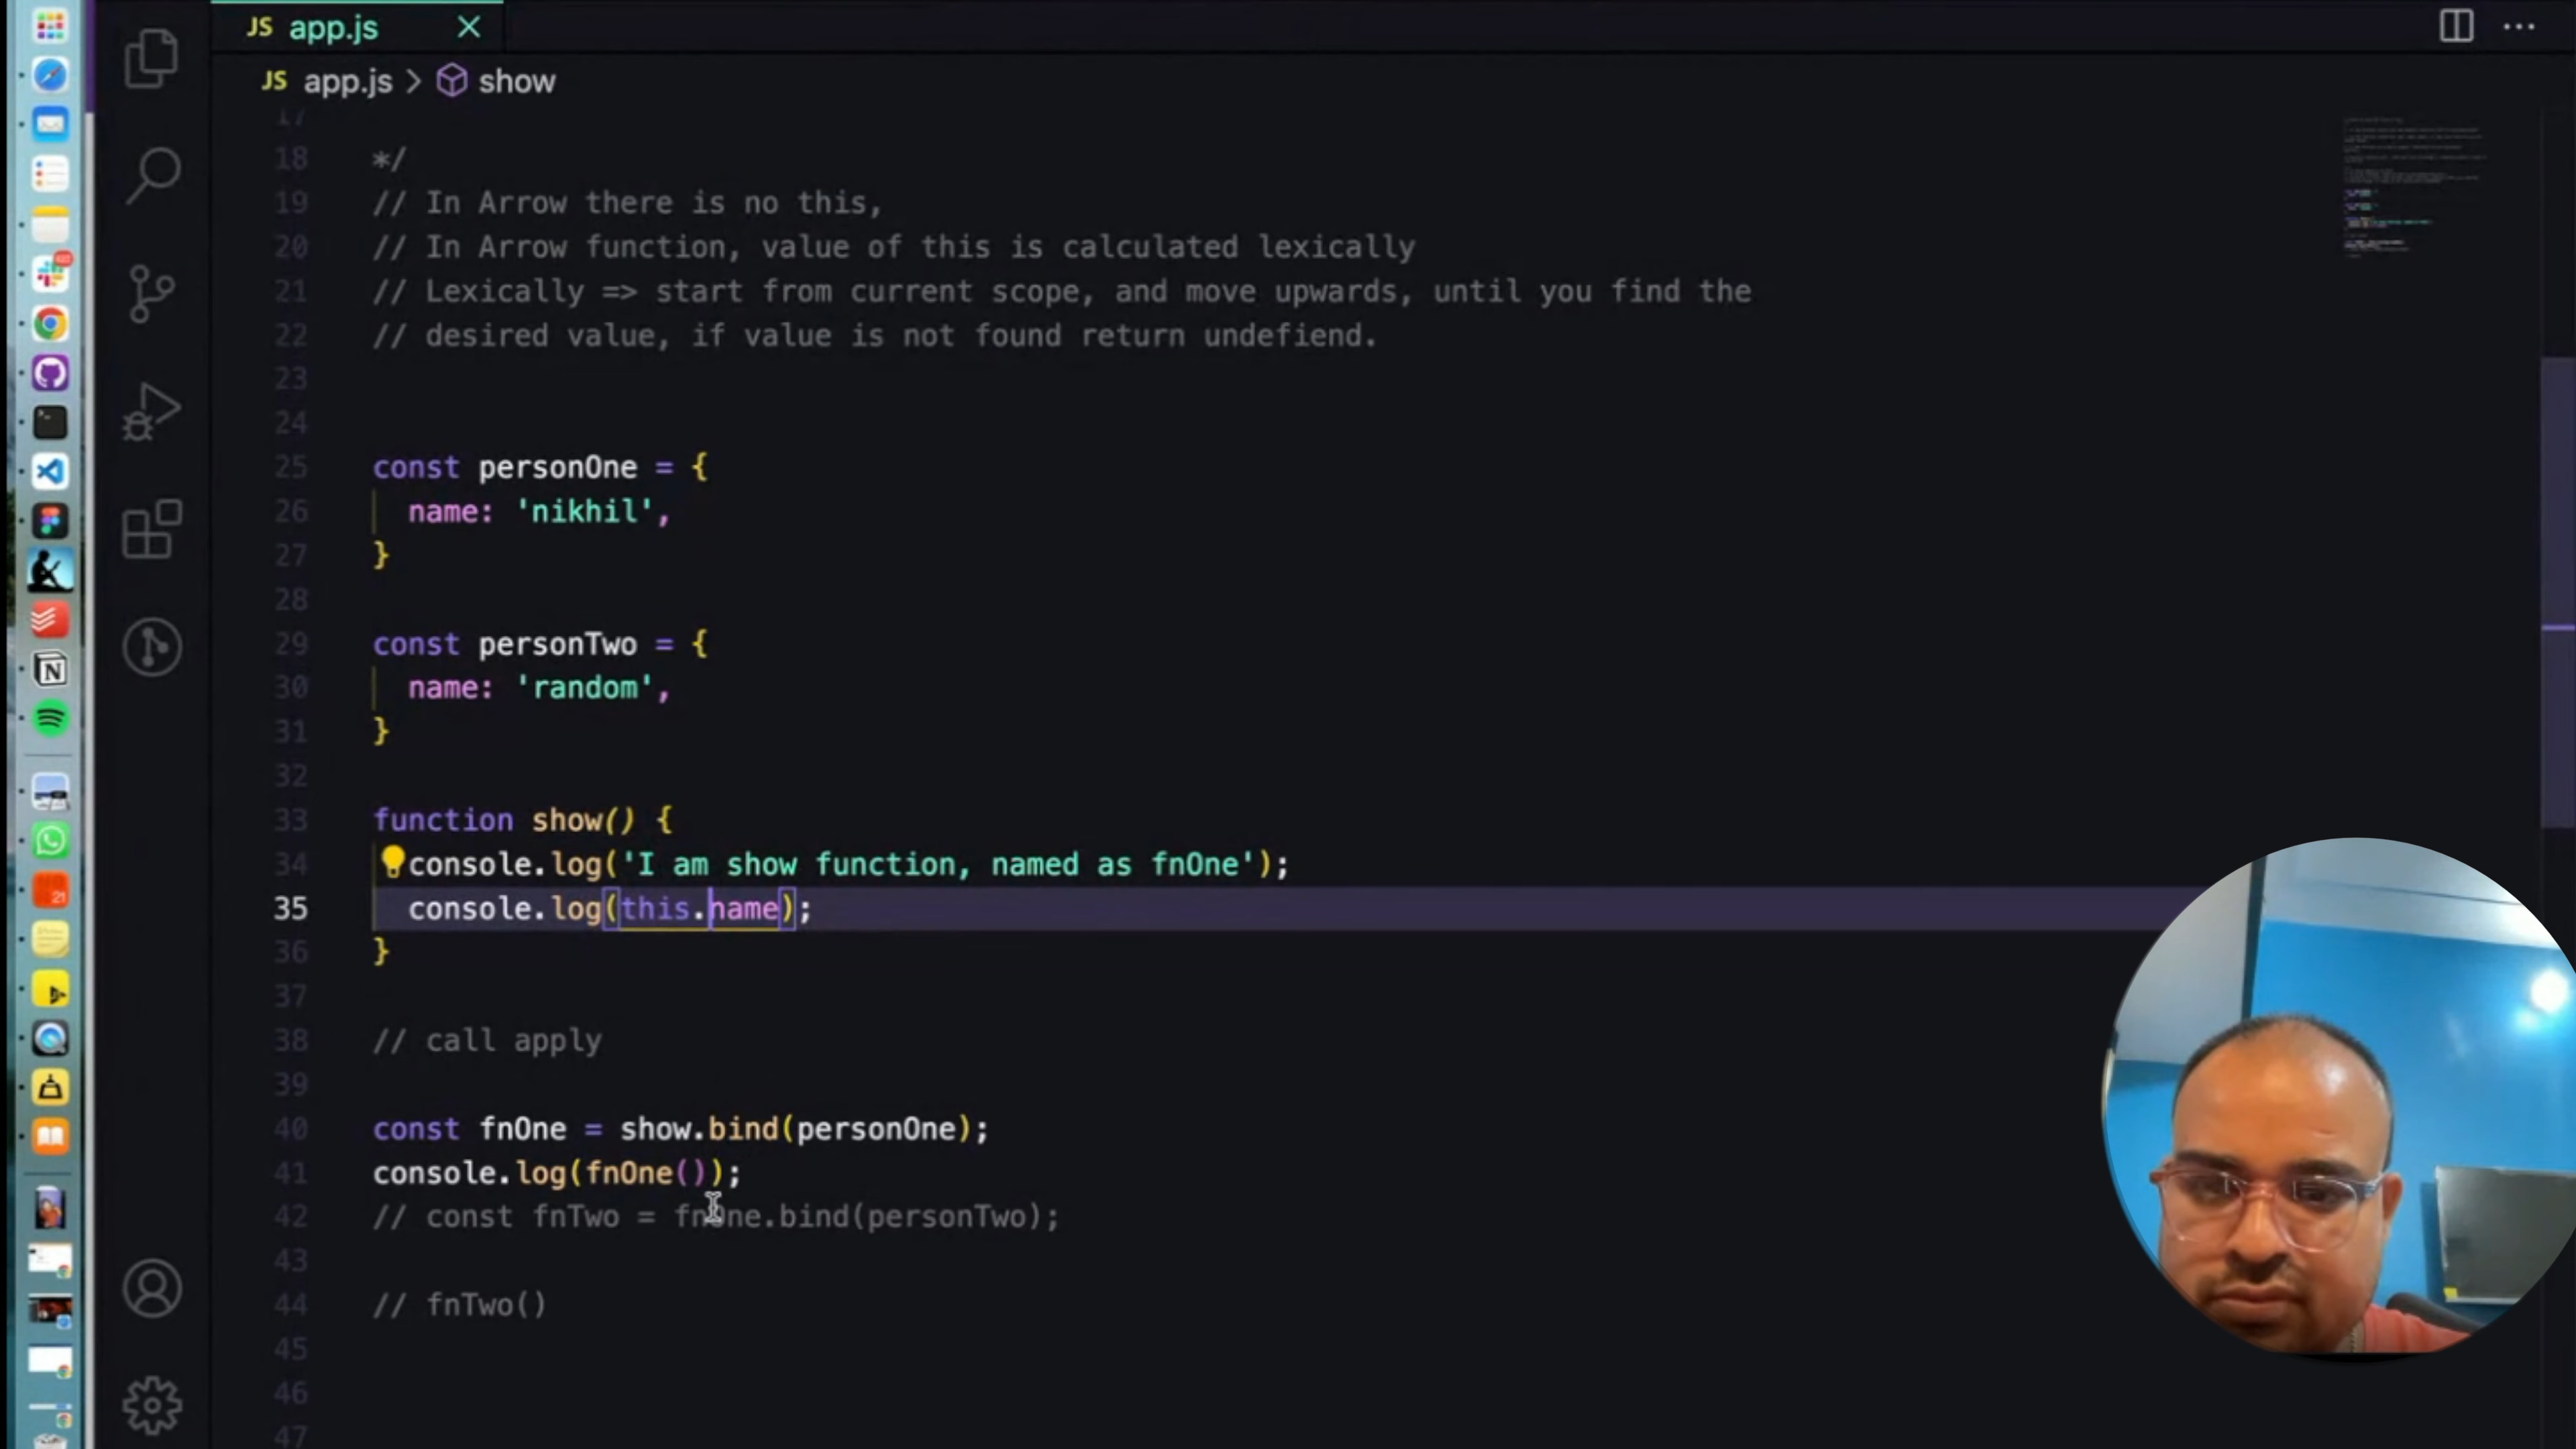 JS app.js
JS app.js > show
17
18 */
19 // In Arrow there is no this,
20 // In Arrow function, value of this is calculated lexically
21 // Lexically => start from current scope, and move upwards, until you find the
22 // desired value, if value is not found return undefiend.
23
24
25 const personOne = {
26 name: 'nikhil',
27 }
28
29 const personTwo = {
30 name: 'random',
31 }
32
33 function show() {
34 console.log('I am show function, named as fnOne');
35 console.log(this.name);
36 }
37
38 // call apply
39
40 const fnOne = show.bind(personOne);
41 console.log(fnOne());
42 // const fnTwo = fnOne.bind(personTwo);
43
44 // fnTwo()
45
46
47